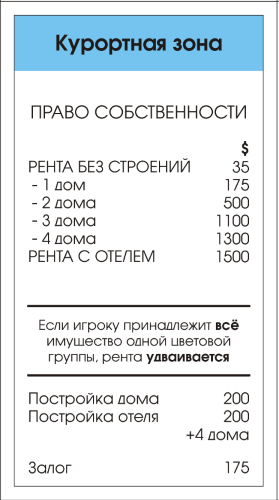 Курортная зона
ПРАВО СОБСТВЕННОСТИ
$
РЕНТА БЕЗ СТРОЕНИЙ 35
- 1 дом 175
- 2 дома 500
- 3 дома 1100
- 4 дома 1300
РЕНТА С ОТЕЛЕМ 1500
Если игроку принадлежит всё
имущество одной цветовой
группы, рента удваивается
Постройка дома 200
Постройка отеля 200
+4 дома
Залог 175